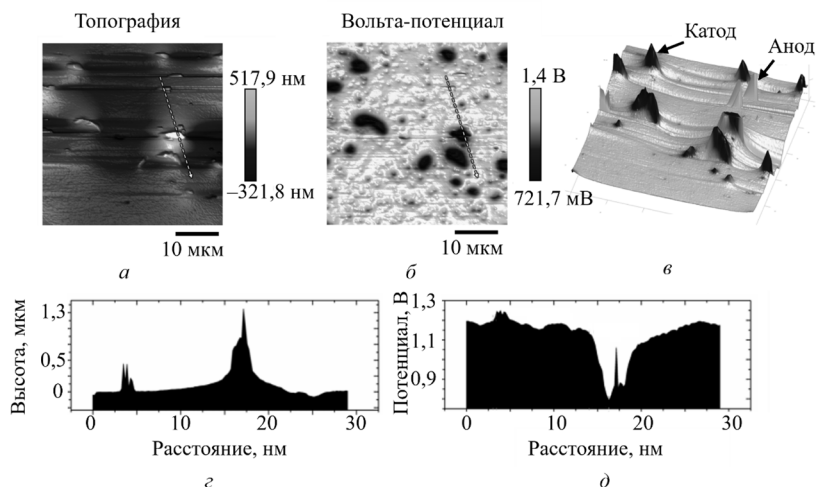 Топография
517,9 нм
–321,8 нм
10 мкм
а
Вольта-потенциал
1,4 В
721,7 мВ
10 мкм
б
Катод
Анод
в
Высота, мкм
1,3
0,5
0
0
10
20
30
Расстояние, нм
г
Потенциал, В
1,3
1,1
0,9
0
10
20
30
Расстояние, нм
д